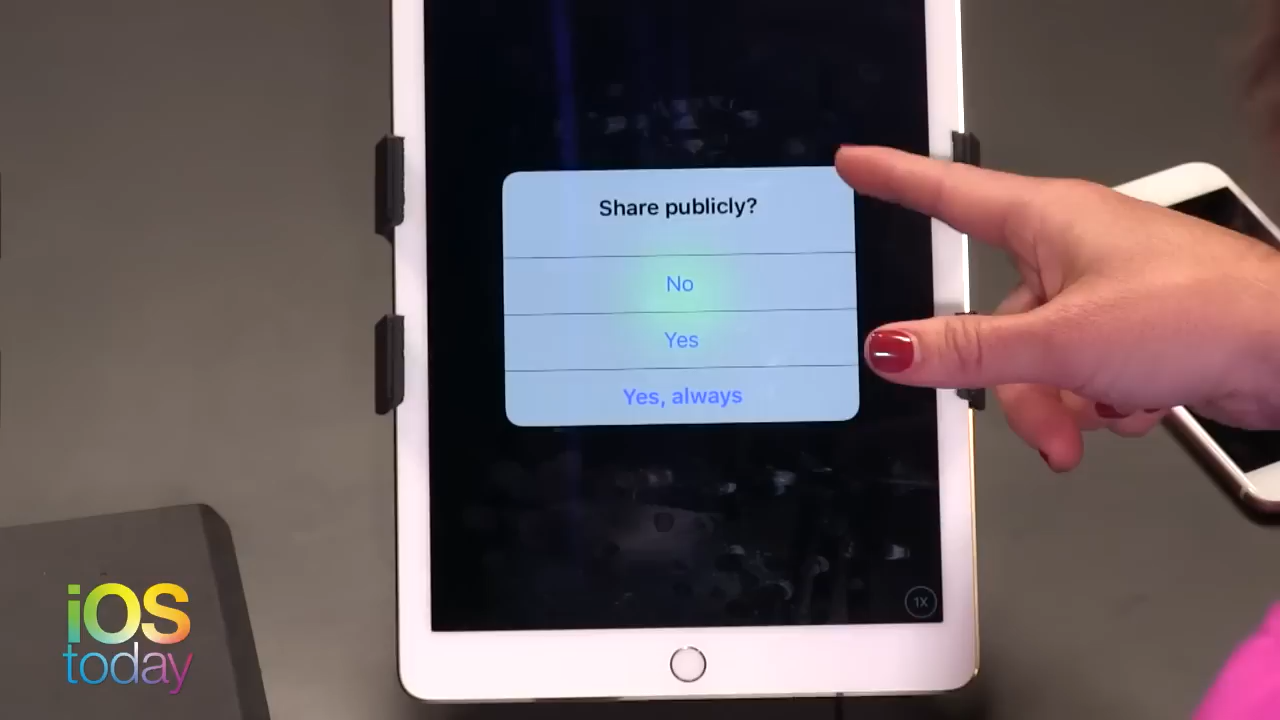 Share publicly?
No
Yes
Yes, always
1X
iOS
today